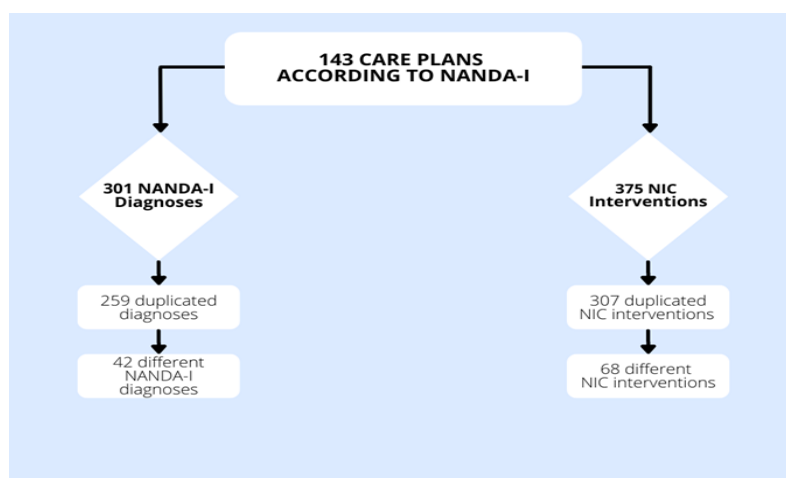 143 CARE PLANS
ACCORDING TO NANDA-I
301 NANDA-I
Diagnoses
259 duplicated
diagnoses
42 different
NANDA-I
diagnoses
375 NIC
Interventions
307 duplicated
NIC interventions
68 different
NIC interventions